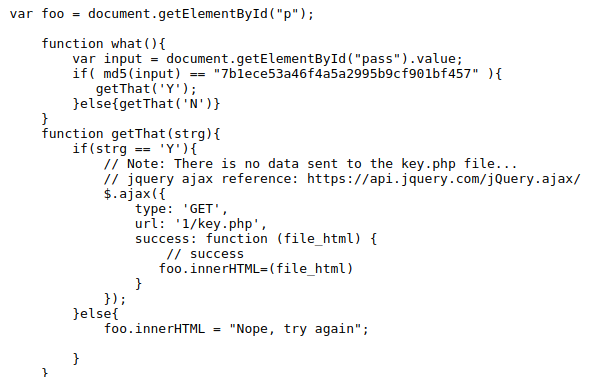 var foo = document.getElementById("p");
function what(){
var input = document.getElementById("pass").value;
if( md5(input) == "7b1ece53a46f4a5a2995b9cf901bf457" ){
getThat('Y');
}else{getThat('N')}
}
function getThat(strg){
if(strg == 'Y'){
// Note: There is no data sent to the key.php file...
// jquery ajax reference: https://api.jquery.com/jQuery.ajax/
$.ajax({
type: 'GET',
url: '1/key.php',
success: function (file_html) {
// success
foo.innerHTML=(file_html)
}
});
}else{
foo.innerHTML = "Nope, try again";
}
}